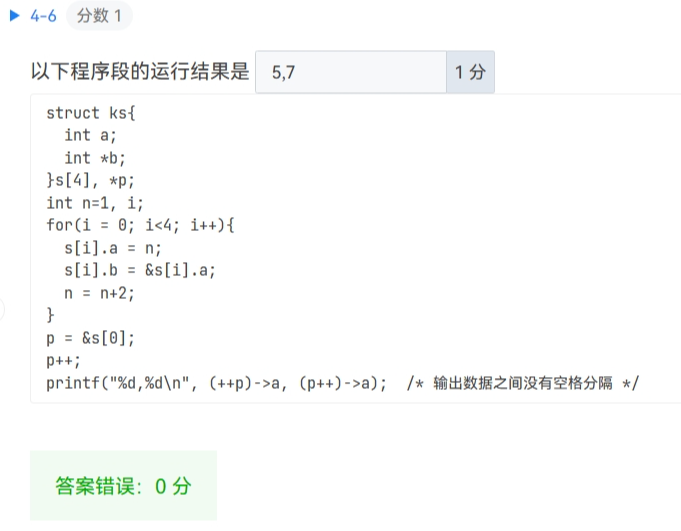 4-6 分数 1
以下程序段的运行结果是 5,7 1 分
struct ks{
  int a;
  int *b;
}s[4], *p;
int n=1, i;
for(i = 0; i<4; i++){
  s[i].a = n;
  s[i].b = &s[i].a;
  n = n+2;
}
p = &s[0];
p++;
printf("%d,%d\n", (++p)->a, (p++)->a);  /* 输出数据之间没有空格分隔 */
答案错误：0 分